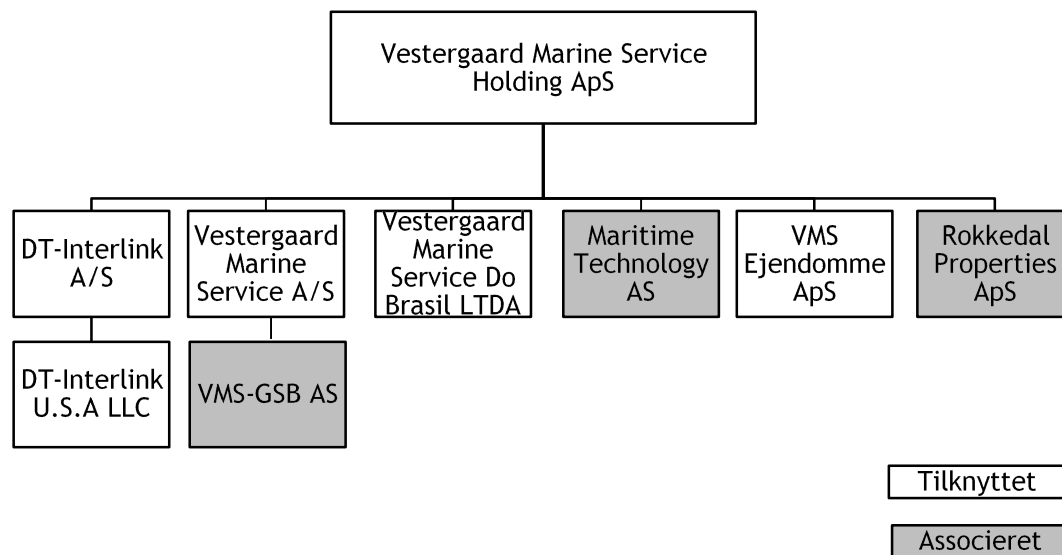 Vestergaard Marine Service
Holding ApS
DT-Interlink
A/S
Vestergaard
Marine
Service A/S
Vestergaard
Marine
Service Do
Brasil LTDA
Maritime
Technology
AS
VMS
Ejendomme
ApS
Rokkedal
Properties
ApS
DT-Interlink
U.S.A LLC
VMS-GSB AS
Tilknyttet
Associeret